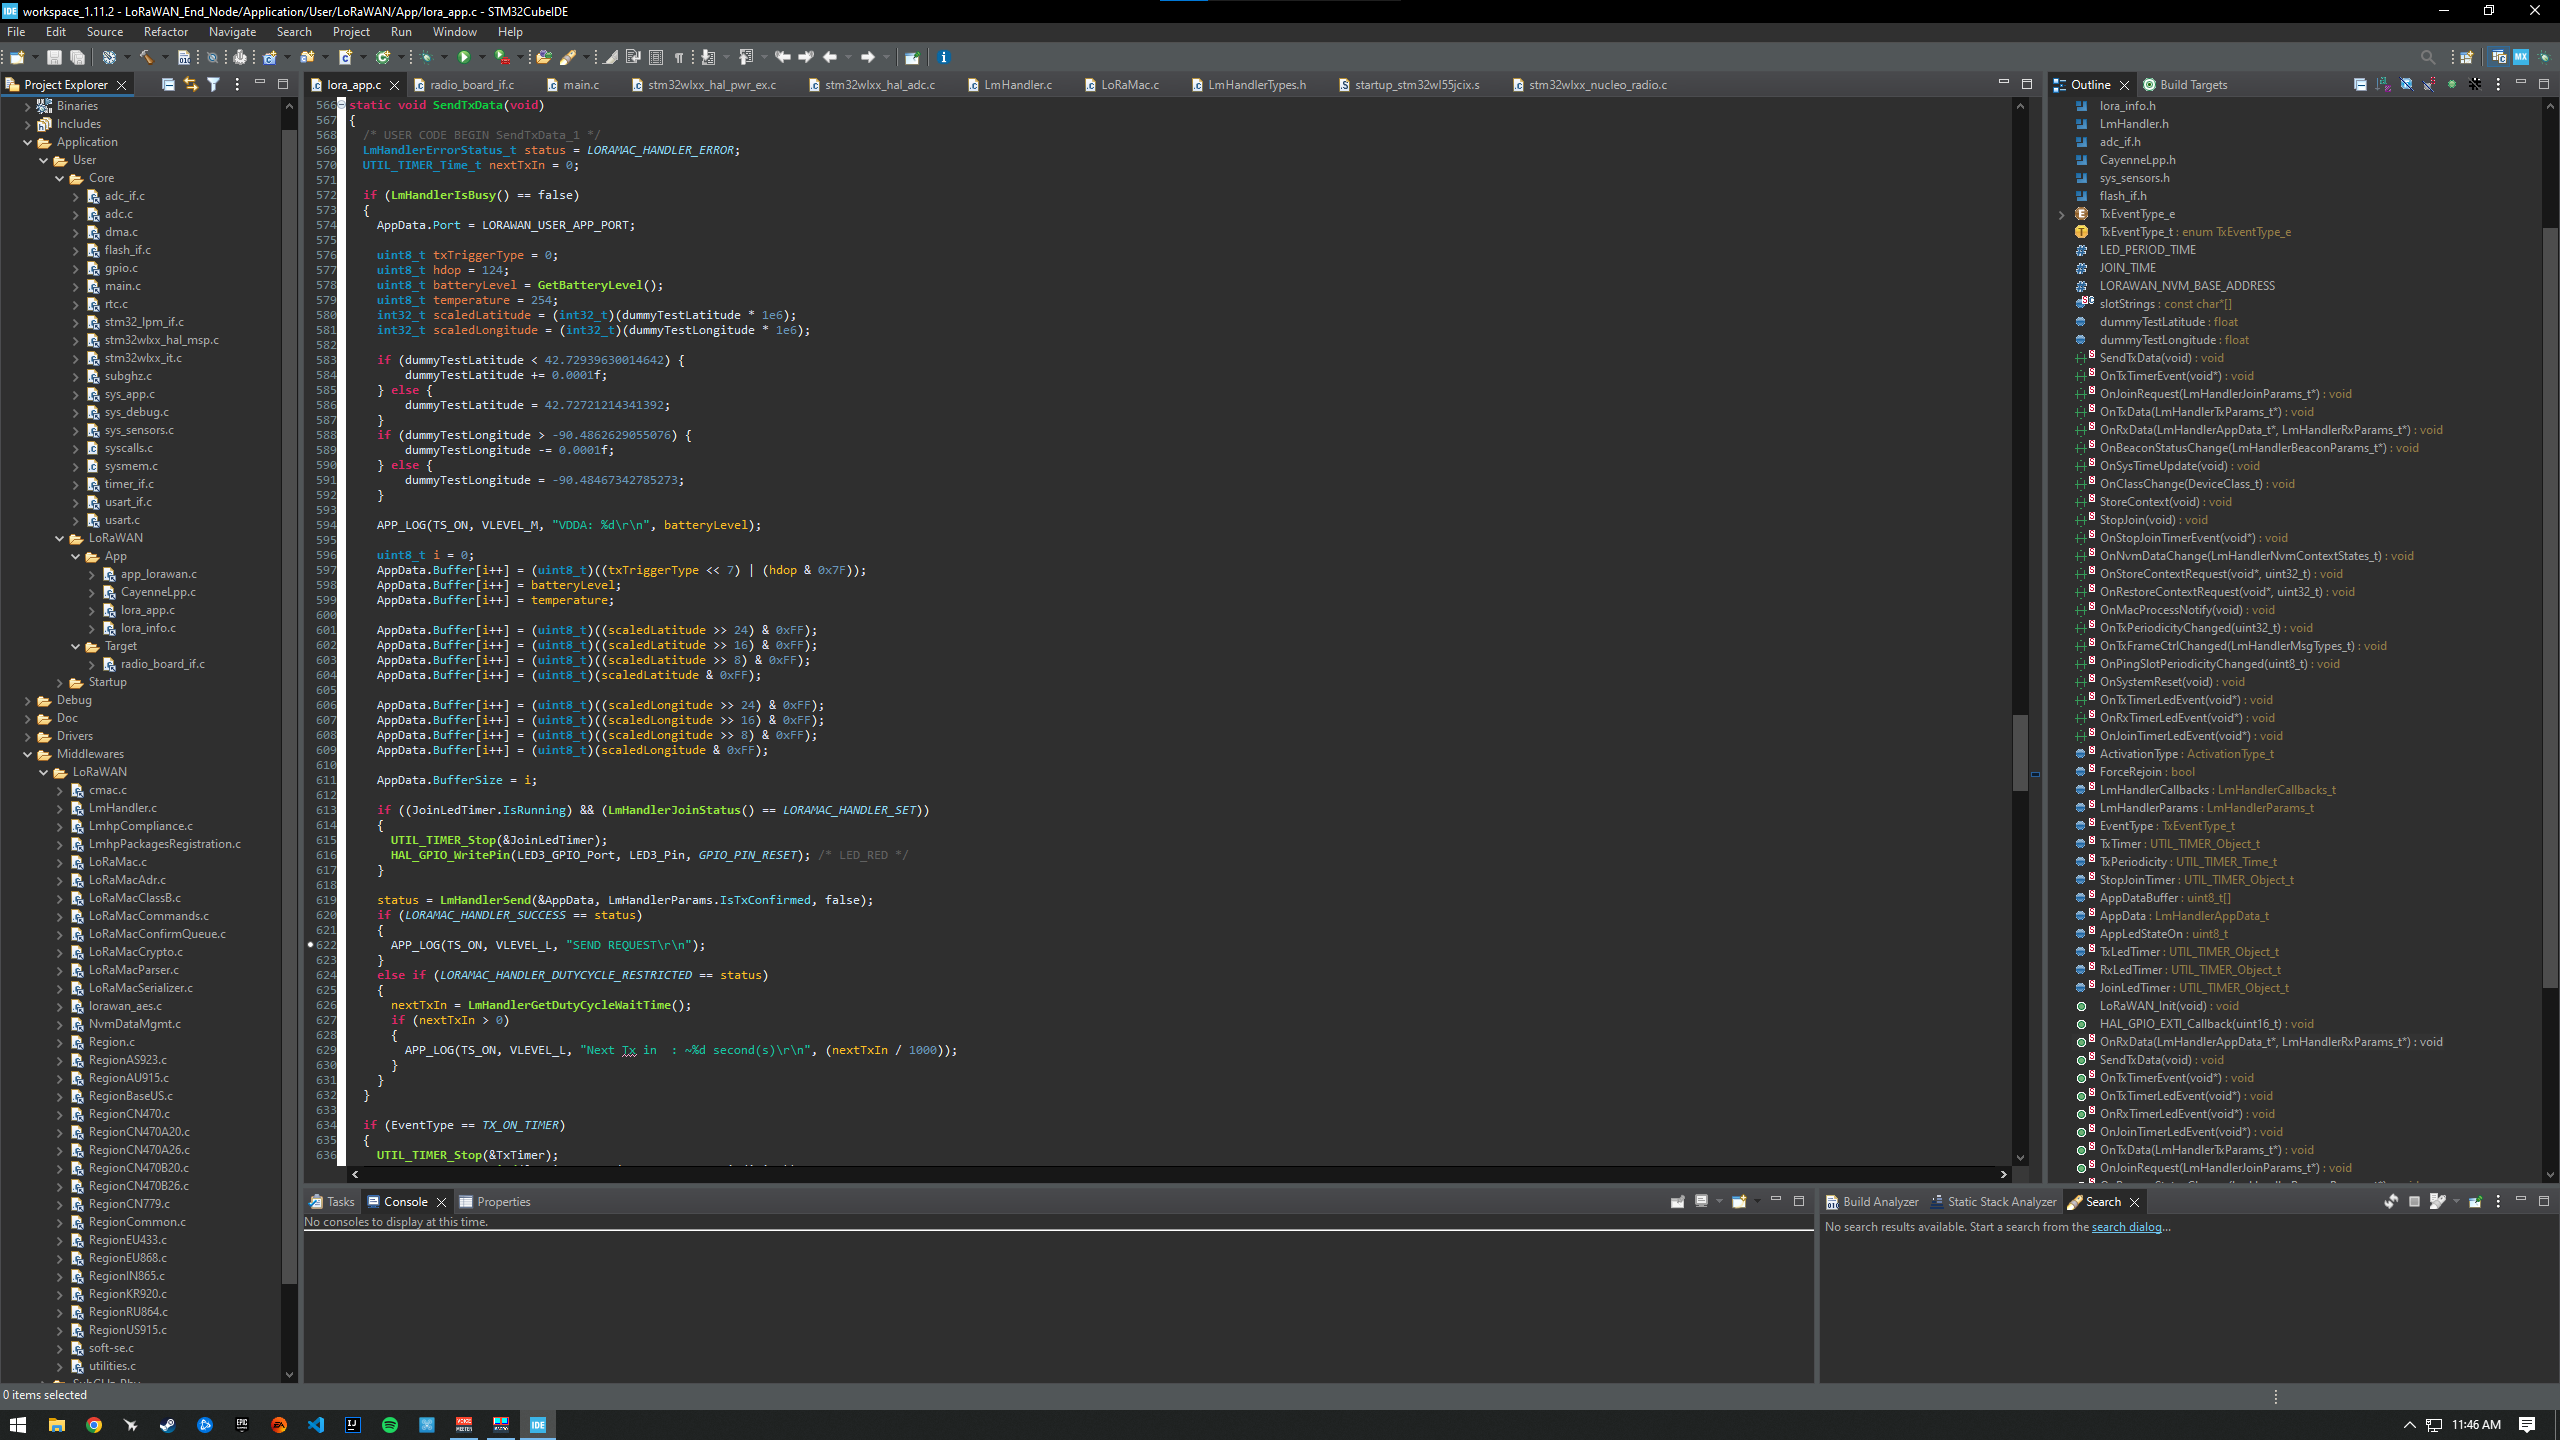 workspace_1.11.2 - LoRaWAN_End_Node/Application/User/LoRaWAN/App/lora_app.c - STM32CubeIDE
File Edit Source Refactor Navigate Search Project Run Window Help
Project Explorer
Binaries
Includes
Application
User
Core
adc_if.c
adc.c
dma.c
flash_if.c
gpio.c
main.c
rtc.c
stm32_lpm_if.c
stm32wlxx_hal_msp.c
stm32wlxx_it.c
subghz.c
sys_app.c
sys_debug.c
sys_sensors.c
syscalls.c
sysmem.c
timer_if.c
usart_if.c
usart.c
LoRaWAN
App
app_lorawan.c
CayenneLpp.c
lora_app.c
lora_info.c
Target
radio_board_if.c
Startup
Debug
Doc
Drivers
Middlewares
LoRaWAN
cmac.c
LmHandler.c
LmhpCompliance.c
LmhpPackagesRegistration.c
LoRaMac.c
LoRaMacAdr.c
LoRaMacClassB.c
LoRaMacCommands.c
LoRaMacConfirmQueue.c
LoRaMacCrypto.c
LoRaMacParser.c
LoRaMacSerializer.c
lorawan_aes.c
NvmDataMgmt.c
Region.c
RegionAS923.c
RegionAU915.c
RegionBaseUS.c
RegionCN470.c
RegionCN470A20.c
RegionCN470A26.c
RegionCN470B20.c
RegionCN470B26.c
RegionCN779.c
RegionCommon.c
RegionEU433.c
RegionEU868.c
RegionIN865.c
RegionKR920.c
RegionRU864.c
RegionUS915.c
soft-se.c
utilities.c
lora_app.c radio_board_if.c main.c stm32wlxx_hal_pwr_ex.c stm32wlxx_hal_adc.c LmHandler.c LoRaMac.c LmHandlerTypes.h startup_stm32wl55jcix.s stm32wlxx_nucleo_radio.c
566 static void SendTxData(void)
567 {
568 /* USER CODE BEGIN SendTxData_1 */
569 LmHandlerErrorStatus_t status = LORAMAC_HANDLER_ERROR;
570 UTIL_TIMER_Time_t nextTxIn = 0;
571
572 if (LmHandlerIsBusy() == false)
573 {
574 AppData.Port = LORAWAN_USER_APP_PORT;
575
576 uint8_t txTriggerType = 0;
577 uint8_t hdop = 124;
578 uint8_t batteryLevel = GetBatteryLevel();
579 uint8_t temperature = 254;
580 int32_t scaledLatitude = (int32_t)(dummyTestLatitude * 1e6);
581 int32_t scaledLongitude = (int32_t)(dummyTestLongitude * 1e6);
582
583 if (dummyTestLatitude < 42.72939630014642) {
584 dummyTestLatitude += 0.0001f;
585 } else {
586 dummyTestLatitude = 42.72721214341392;
587 }
588 if (dummyTestLongitude > -90.4862629055076) {
589 dummyTestLongitude -= 0.0001f;
590 } else {
591 dummyTestLongitude = -90.48467342785273;
592 }
593
594 APP_LOG(TS_ON, VLEVEL_M, "VDDA: %d\r\n", batteryLevel);
595
596 uint8_t i = 0;
597 AppData.Buffer[i++] = (uint8_t)((txTriggerType << 7) | (hdop & 0x7F));
598 AppData.Buffer[i++] = batteryLevel;
599 AppData.Buffer[i++] = temperature;
600
601 AppData.Buffer[i++] = (uint8_t)((scaledLatitude >> 24) & 0xFF);
602 AppData.Buffer[i++] = (uint8_t)((scaledLatitude >> 16) & 0xFF);
603 AppData.Buffer[i++] = (uint8_t)((scaledLatitude >> 8) & 0xFF);
604 AppData.Buffer[i++] = (uint8_t)(scaledLatitude & 0xFF);
605
606 AppData.Buffer[i++] = (uint8_t)((scaledLongitude >> 24) & 0xFF);
607 AppData.Buffer[i++] = (uint8_t)((scaledLongitude >> 16) & 0xFF);
608 AppData.Buffer[i++] = (uint8_t)((scaledLongitude >> 8) & 0xFF);
609 AppData.Buffer[i++] = (uint8_t)(scaledLongitude & 0xFF);
610
611 AppData.BufferSize = i;
612
613 if ((JoinLedTimer.IsRunning) && (LmHandlerJoinStatus() == LORAMAC_HANDLER_SET))
614 {
615 UTIL_TIMER_Stop(&JoinLedTimer);
616 HAL_GPIO_WritePin(LED3_GPIO_Port, LED3_Pin, GPIO_PIN_RESET); /* LED_RED */
617 }
618
619 status = LmHandlerSend(&AppData, LmHandlerParams.IsTxConfirmed, false);
620 if (LORAMAC_HANDLER_SUCCESS == status)
621 {
622 APP_LOG(TS_ON, VLEVEL_L, "SEND REQUEST\r\n");
623 }
624 else if (LORAMAC_HANDLER_DUTYCYCLE_RESTRICTED == status)
625 {
626 nextTxIn = LmHandlerGetDutyCycleWaitTime();
627 if (nextTxIn > 0)
628 {
629 APP_LOG(TS_ON, VLEVEL_L, "Next Tx in  : ~%d second(s)\r\n", (nextTxIn / 1000));
630 }
631 }
632 }
633
634 if (EventType == TX_ON_TIMER)
635 {
636 UTIL_TIMER_Stop(&TxTimer);
Outline Build Targets
lora_info.h
LmHandler.h
adc_if.h
CayenneLpp.h
sys_sensors.h
flash_if.h
TxEventType_e
TxEventType_t : enum TxEventType_e
LED_PERIOD_TIME
JOIN_TIME
LORAWAN_NVM_BASE_ADDRESS
slotStrings : const char*[]
dummyTestLatitude : float
dummyTestLongitude : float
SendTxData(void) : void
OnTxTimerEvent(void*) : void
OnJoinRequest(LmHandlerJoinParams_t*) : void
OnTxData(LmHandlerTxParams_t*) : void
OnRxData(LmHandlerAppData_t*, LmHandlerRxParams_t*) : void
OnBeaconStatusChange(LmHandlerBeaconParams_t*) : void
OnSysTimeUpdate(void) : void
OnClassChange(DeviceClass_t) : void
StoreContext(void) : void
StopJoin(void) : void
OnStopJoinTimerEvent(void*) : void
OnNvmDataChange(LmHandlerNvmContextStates_t) : void
OnStoreContextRequest(void*, uint32_t) : void
OnRestoreContextRequest(void*, uint32_t) : void
OnMacProcessNotify(void) : void
OnTxPeriodicityChanged(uint32_t) : void
OnTxFrameCtrlChanged(LmHandlerMsgTypes_t) : void
OnPingSlotPeriodicityChanged(uint8_t) : void
OnSystemReset(void) : void
OnTxTimerLedEvent(void*) : void
OnRxTimerLedEvent(void*) : void
OnJoinTimerLedEvent(void*) : void
ActivationType : ActivationType_t
ForceRejoin : bool
LmHandlerCallbacks : LmHandlerCallbacks_t
LmHandlerParams : LmHandlerParams_t
EventType : TxEventType_t
TxTimer : UTIL_TIMER_Object_t
TxPeriodicity : UTIL_TIMER_Time_t
StopJoinTimer : UTIL_TIMER_Object_t
AppDataBuffer : uint8_t[]
AppData : LmHandlerAppData_t
AppLedStateOn : uint8_t
TxLedTimer : UTIL_TIMER_Object_t
RxLedTimer : UTIL_TIMER_Object_t
JoinLedTimer : UTIL_TIMER_Object_t
LoRaWAN_Init(void) : void
HAL_GPIO_EXTI_Callback(uint16_t) : void
OnRxData(LmHandlerAppData_t*, LmHandlerRxParams_t*) : void
SendTxData(void) : void
OnTxTimerEvent(void*) : void
OnTxTimerLedEvent(void*) : void
OnRxTimerLedEvent(void*) : void
OnJoinTimerLedEvent(void*) : void
OnTxData(LmHandlerTxParams_t*) : void
OnJoinRequest(LmHandlerJoinParams_t*) : void
Tasks Console Properties
No consoles to display at this time.
Build Analyzer Static Stack Analyzer Search
No search results available. Start a search from the search dialog...
0 items selected
11:46 AM